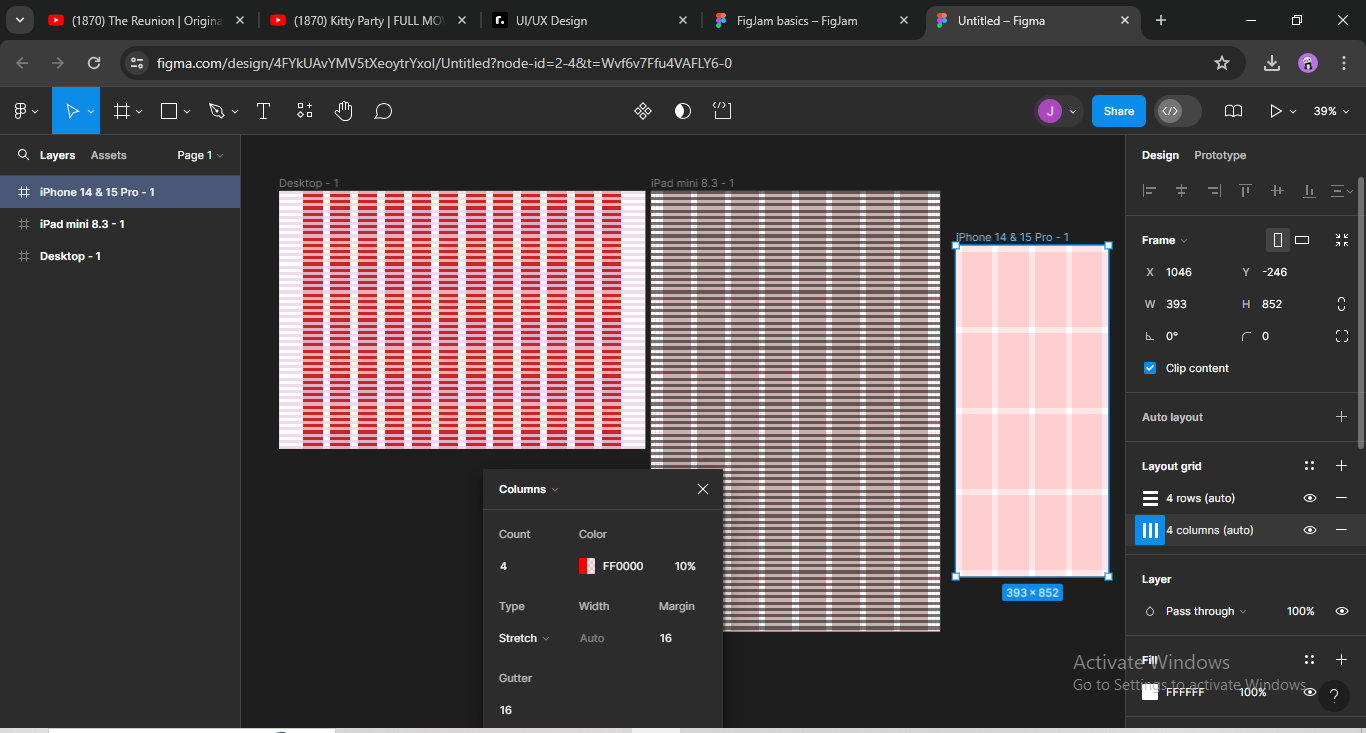 (1870) The Reunion | Origina
(1870) Kitty Party | FULL MO
UI/UX Design
FigJam basics – FigJam
Untitled – Figma
figma.com/design/4FYkUAvYMV5tXeoytrYxol/Untitled?node-id=2-4&t=Wvf6v7Ffu4VAFLY6-0
J
Share
39%
Layers
Assets
Page 1
iPhone 14 & 15 Pro - 1
iPad mini 8.3 - 1
Desktop - 1
Desktop - 1
iPad mini 8.3 - 1
iPhone 14 & 15 Pro - 1
393 × 852
Columns
Count
Color
4
FF0000
10%
Type
Width
Margin
Stretch
Auto
16
Gutter
16
Design
Prototype
Frame
X 1046
Y -246
W 393
H 852
0°
0
Clip content
Auto layout
Layout grid
4 rows (auto)
4 columns (auto)
Layer
Pass through
100%
Fill
FFFFFF
100%
Activate Windows
Go to Settings to activate Windows.
?